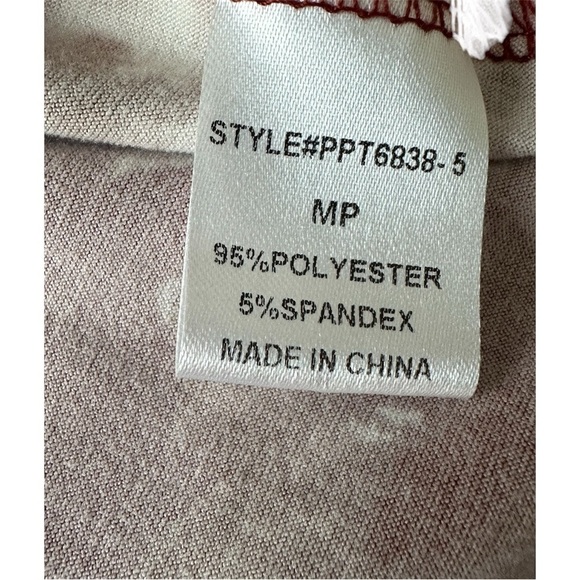 STYLE#PPT6838-5
MP
95%POLYESTER
5%SPANDEX
MADE IN CHINA